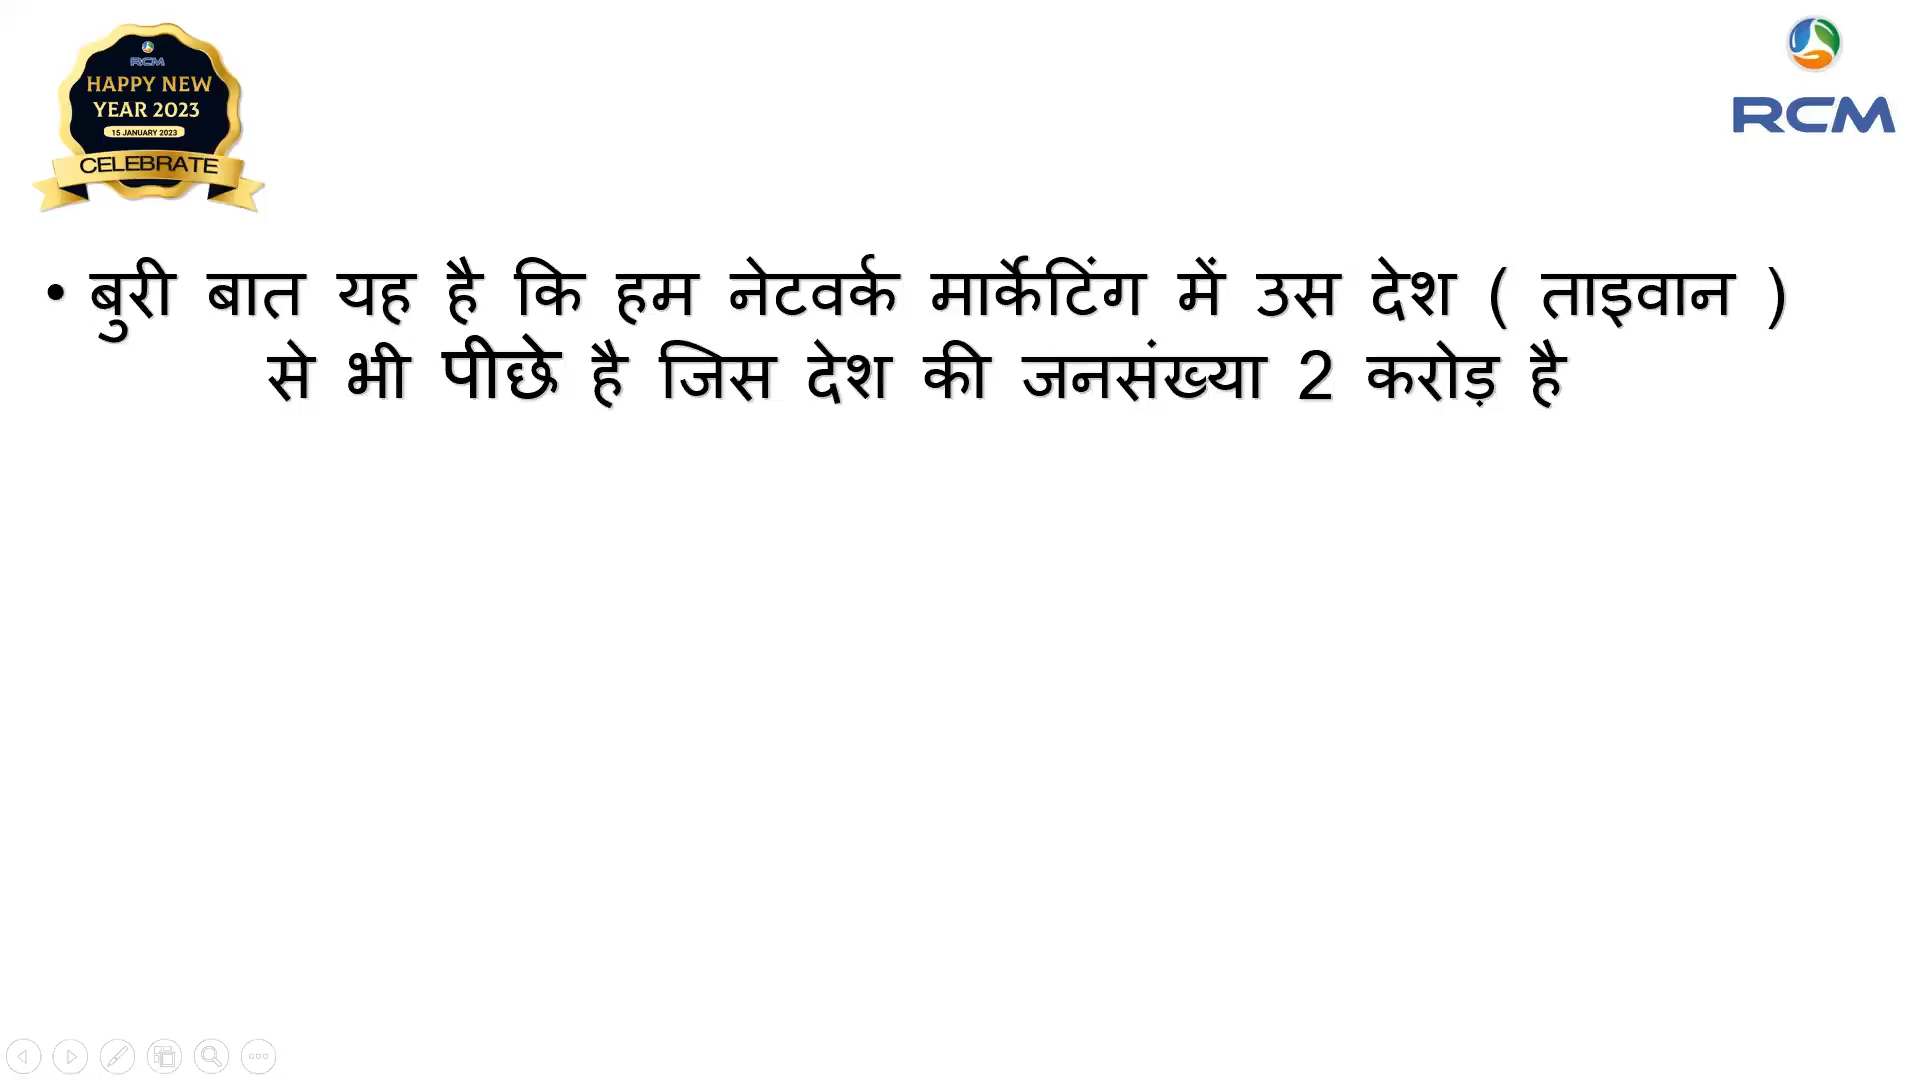 RCM
HAPPY NEW
YEAR 2023
15 JANUARY 2023
CELEBRATE
RCM
• बुरी बात यह है कि हम नेटवर्क मार्केटिंग में उस देश ( ताइवान )
से भी पीछे है जिस देश की जनसंख्या 2 करोड़ है